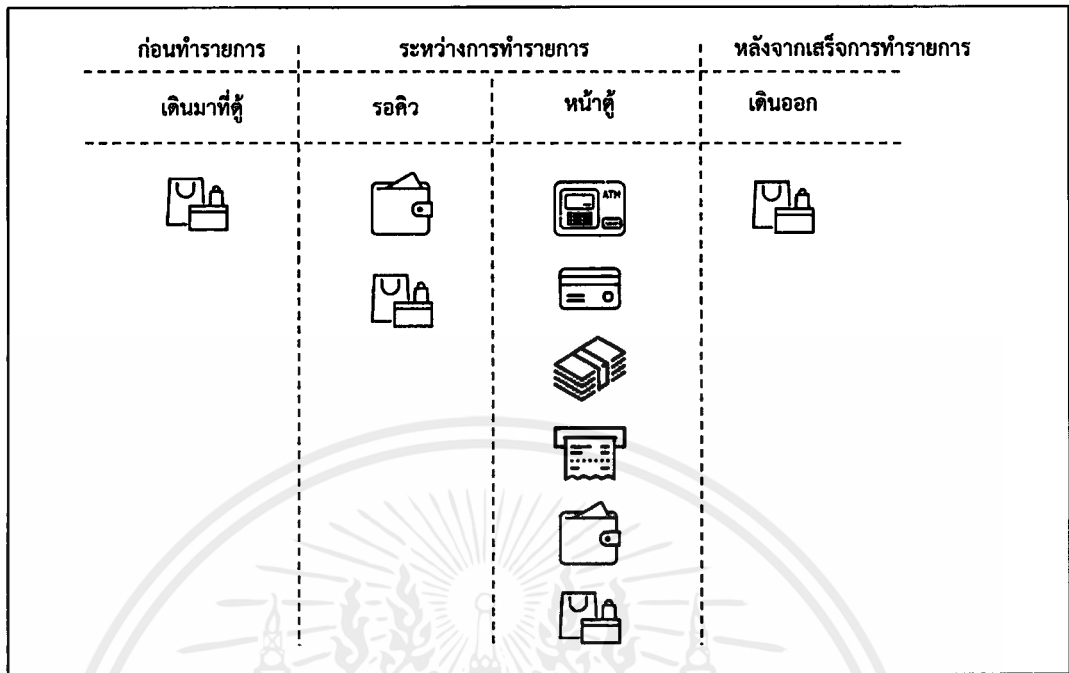 ก่อนทำรายการ ระหว่างการทำรายการ หลังจากเสร็จการทำรายการ
เดินมาที่ตู้ รอคิว หน้าตู้ เดินออก
ATM